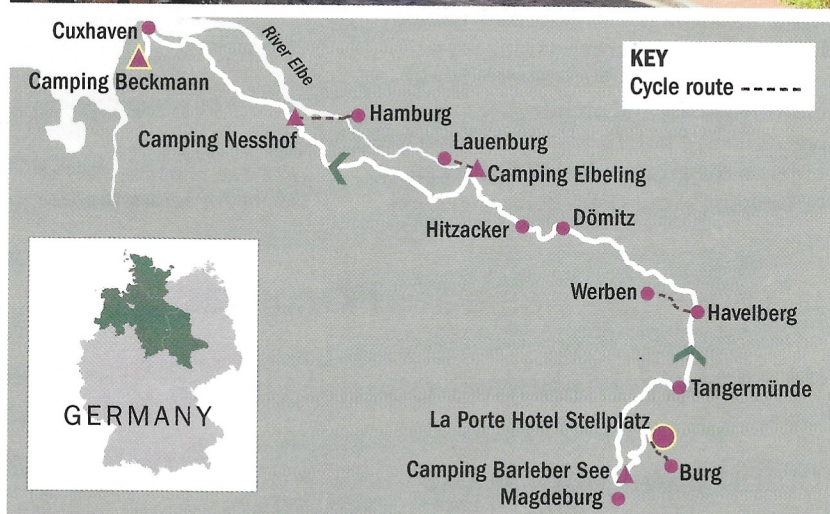 Cuxhaven
Camping Beckmann
River Elbe
KEY
Cycle route
Camping Nesshof
Hamburg
Lauenburg
Camping Elbeling
Hitzacker
Dömitz
Werben
Havelberg
Tangermünde
La Porte Hotel Stellplatz
Camping Barleber See
Burg
Magdeburg
GERMANY